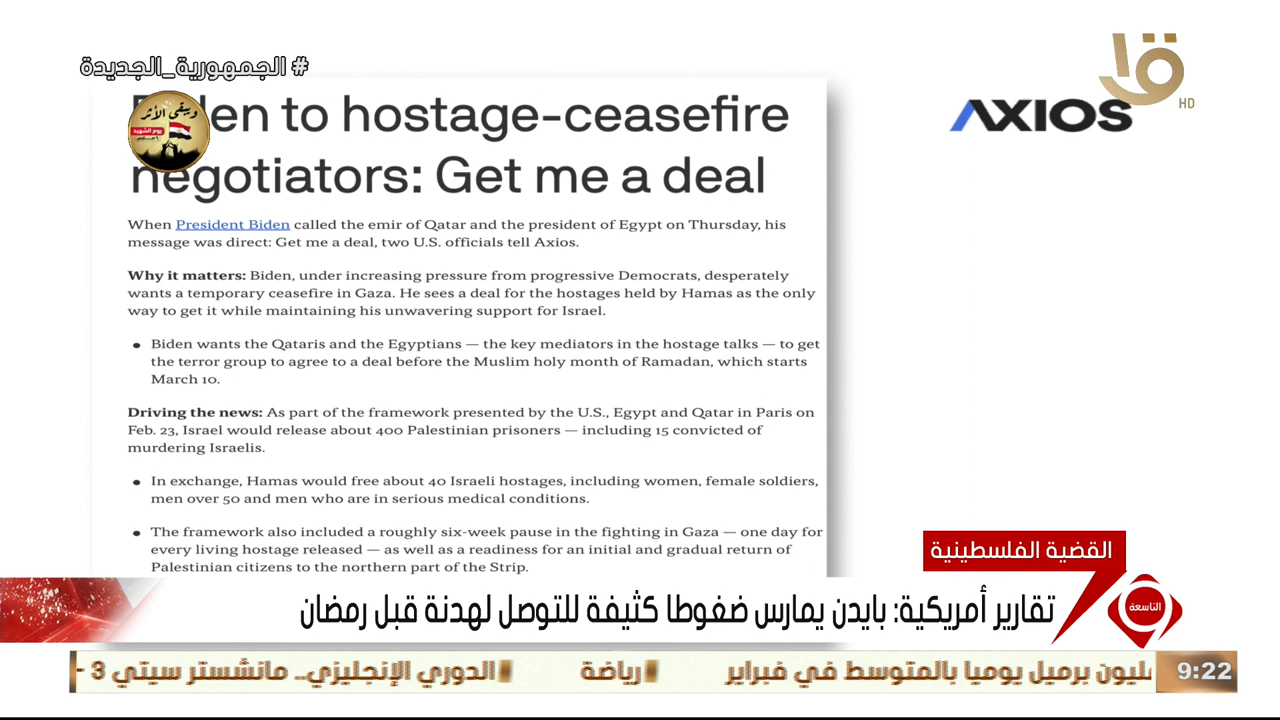 # الجمهورية_الجديدة
HD
AXIOS
ويبقى الأثر
يوم الشهيد
en to hostage-ceasefire
negotiators: Get me a deal
When President Biden called the emir of Qatar and the president of Egypt on Thursday, his
message was direct: Get me a deal, two U.S. officials tell Axios.
Why it matters: Biden, under increasing pressure from progressive Democrats, desperately
wants a temporary ceasefire in Gaza. He sees a deal for the hostages held by Hamas as the only
way to get it while maintaining his unwavering support for Israel.
• Biden wants the Qataris and the Egyptians — the key mediators in the hostage talks — to get
the terror group to agree to a deal before the Muslim holy month of Ramadan, which starts
March 10.
Driving the news: As part of the framework presented by the U.S., Egypt and Qatar in Paris on
Feb. 23, Israel would release about 400 Palestinian prisoners — including 15 convicted of
murdering Israelis.
• In exchange, Hamas would free about 40 Israeli hostages, including women, female soldiers,
men over 50 and men who are in serious medical conditions.
• The framework also included a roughly six-week pause in the fighting in Gaza — one day for
every living hostage released — as well as a readiness for an initial and gradual return of
Palestinian citizens to the northern part of the Strip.
القضية الفلسطينية
التاسعة
تقارير أمريكية: بايدن يمارس ضغوطا كثيفة للتوصل لهدنة قبل رمضان
9:22
برميل يوميا بالمتوسط في فبراير رياضة الدوري الإنجليزي.. مانشستر سيتي 3 -